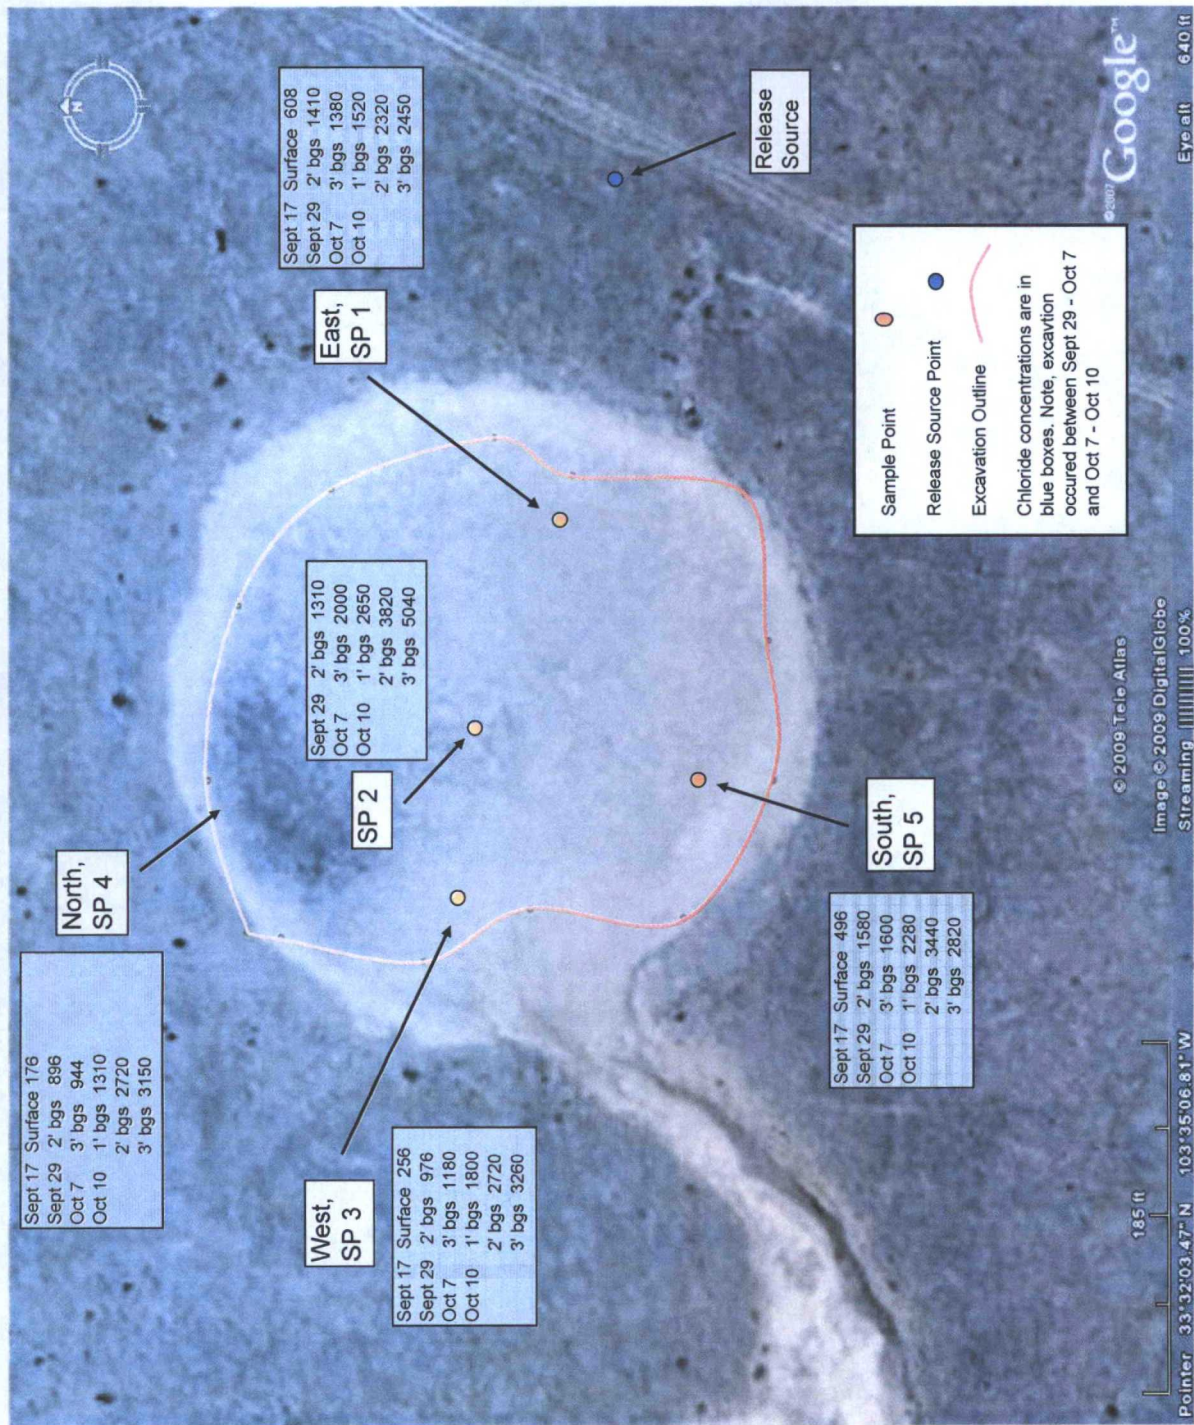 N
North,
SP 4
Sept 17 Surface 176
Sept 29 2' bgs 896
Oct 7 3' bgs 944
Oct 10 1' bgs 1310
2' bgs 2720
3' bgs 3150
West,
SP 3
Sept 17 Surface 256
Sept 29 2' bgs 976
Oct 7 3' bgs 1180
Oct 10 1' bgs 1800
2' bgs 2720
3' bgs 3260
SP 2
Sept 29 2' bgs 1310
Oct 7 3' bgs 2000
Oct 10 1' bgs 2650
2' bgs 3820
3' bgs 5040
East,
SP 1
Sept 17 Surface 608
Sept 29 2' bgs 1410
Oct 7 3' bgs 1380
Oct 10 1' bgs 1520
2' bgs 2320
3' bgs 2450
South,
SP 5
Sept 17 Surface 496
Sept 29 2' bgs 1580
Oct 7 3' bgs 1600
Oct 10 1' bgs 2280
2' bgs 3440
3' bgs 2820
Release
Source
Sample Point
Release Source Point
Excavation Outline
Chloride concentrations are in
blue boxes. Note, excavtion
occured between Sept 29 - Oct 7
and Oct 7 - Oct 10
185 ft
© 2009 Tele Atlas
Image © 2009 DigitalGlobe
© 2007 Google™
Pointer 33°32'03.47" N 103°35'06.81" W Streaming |||||||||| 100% Eye alt 640 ft